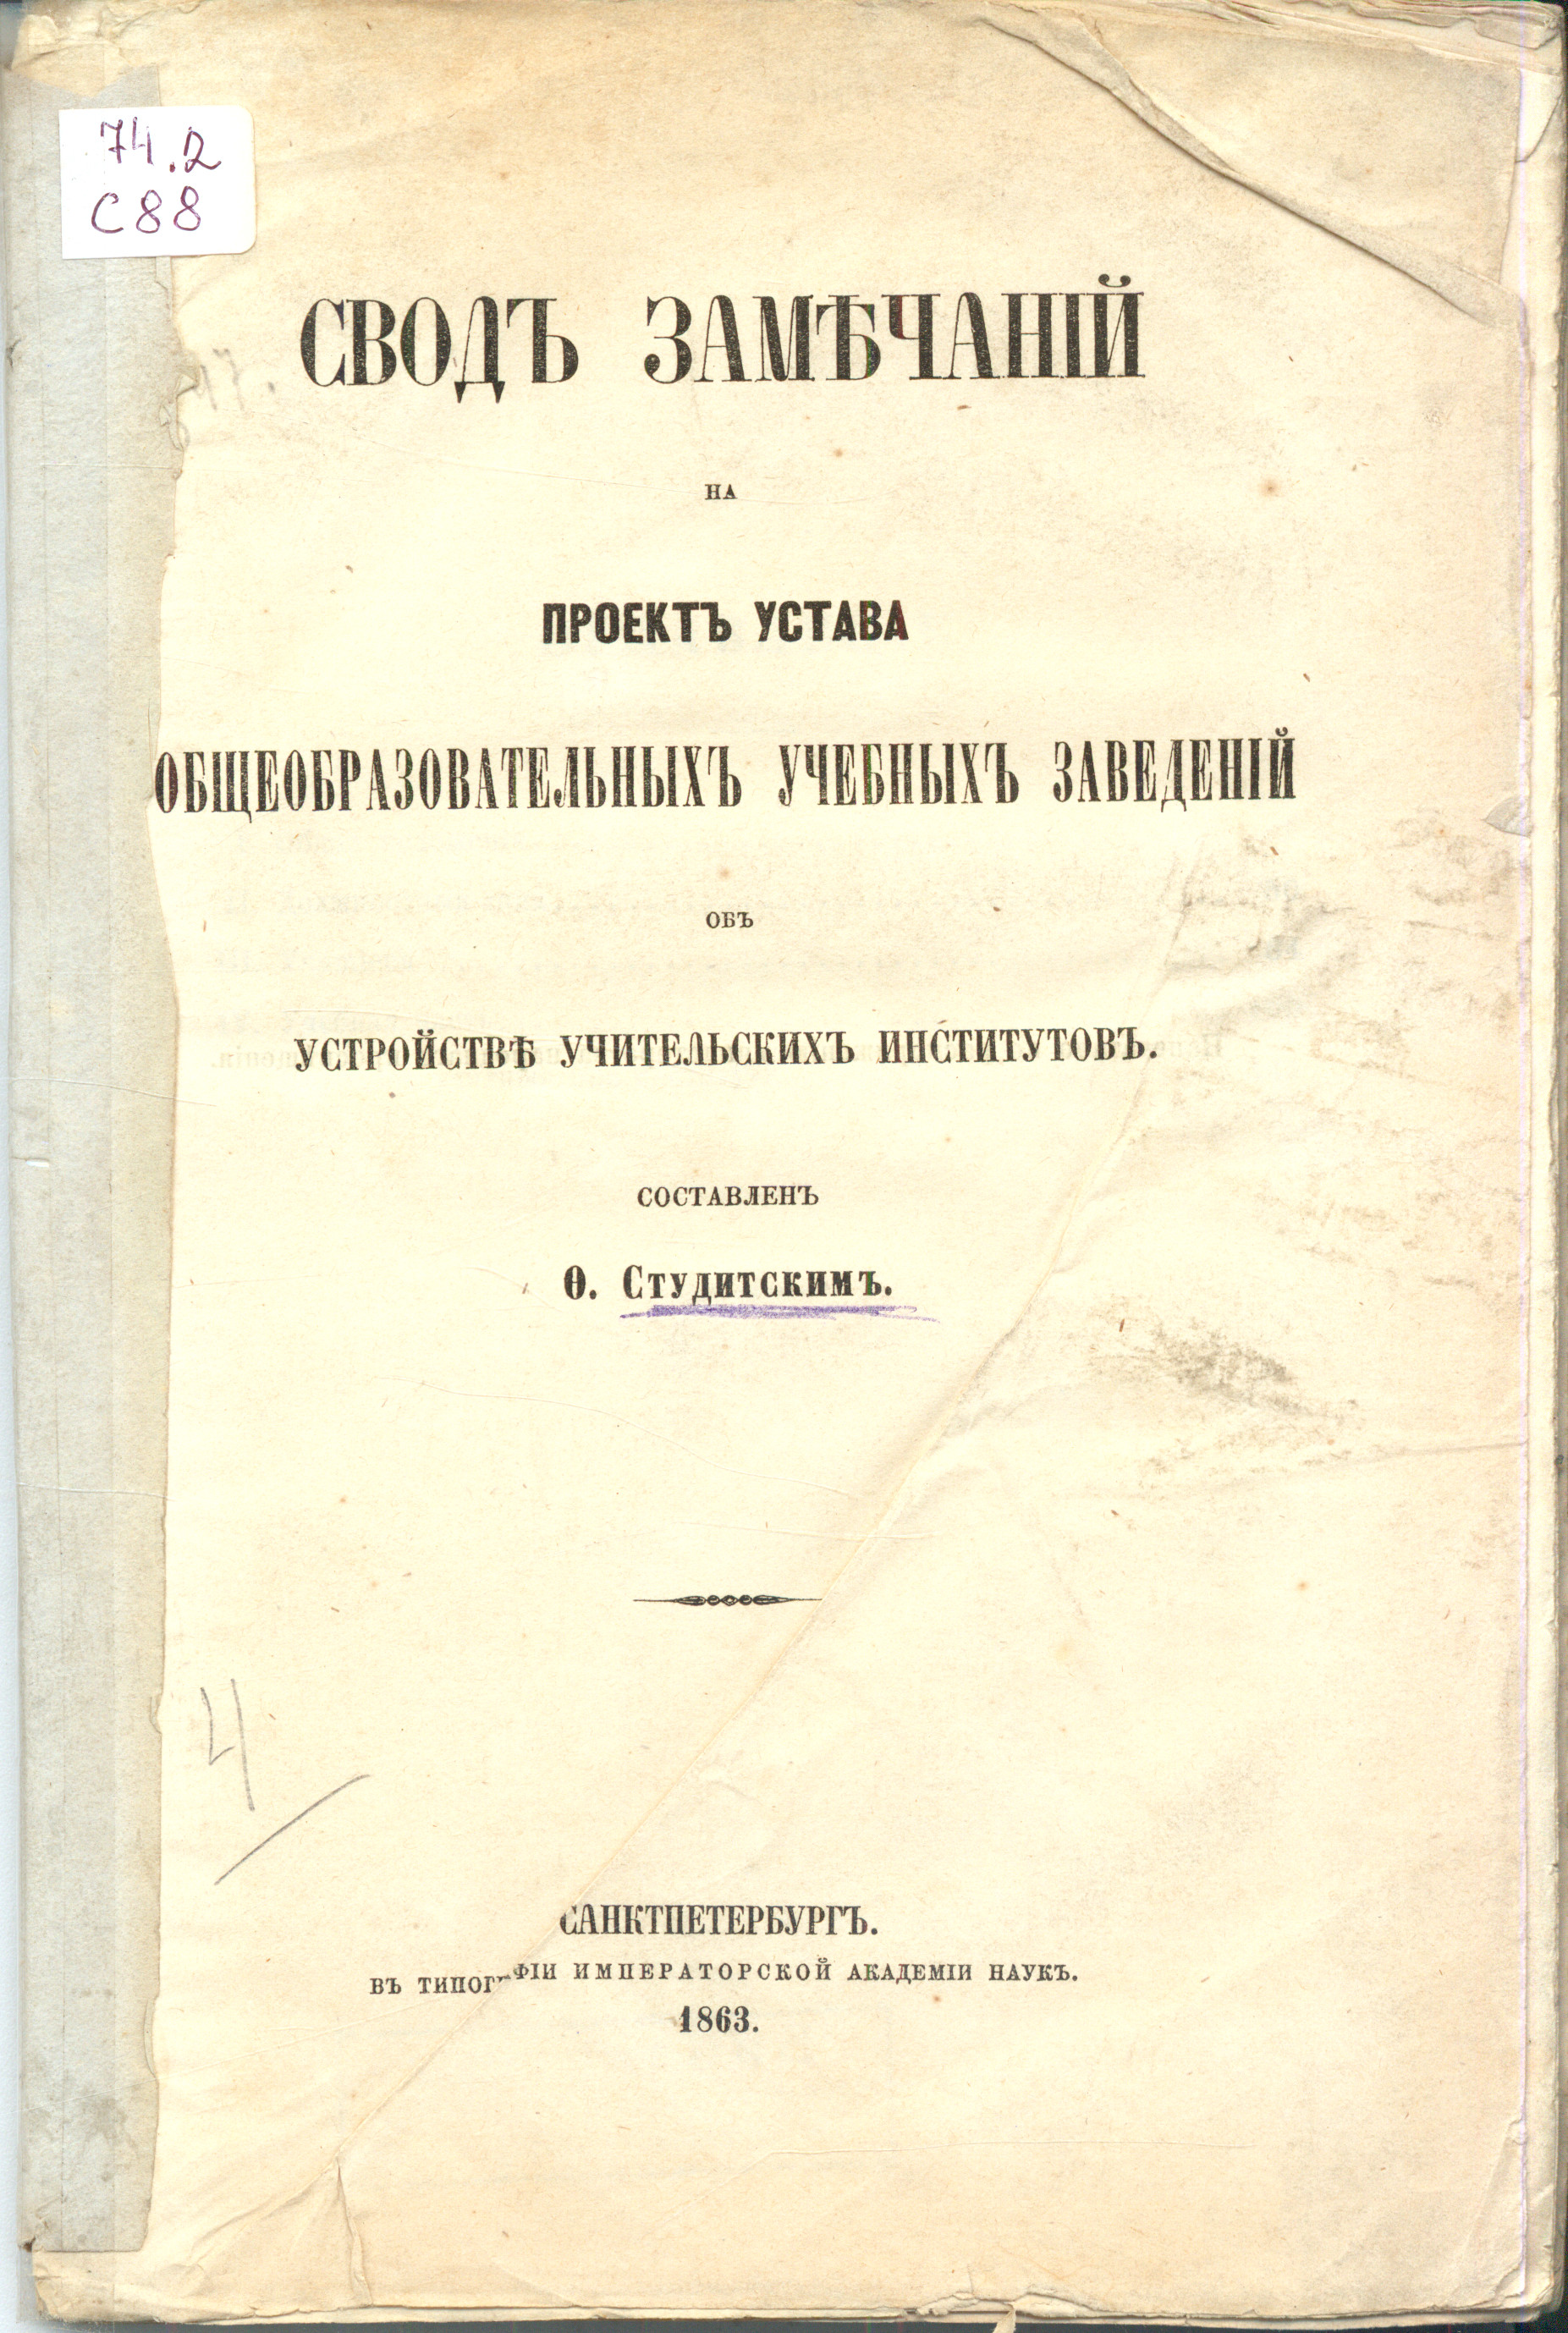 74.2
С88
СВОДЪ ЗАМѢЧАНІЙ
НА
ПРОЕКТЪ УСТАВА
ОБЩЕОБРАЗОВАТЕЛЬНЫХЪ УЧЕБНЫХЪ ЗАВЕДЕНІЙ
ОБЪ
УСТРОЙСТВѢ УЧИТЕЛЬСКИХЪ ИНСТИТУТОВЪ.
СОСТАВЛЕНЪ
Ѳ. Студитскимъ.
4
САНКТПЕТЕРБУРГЪ.
ВЪ ИМПЕРАТОРСКОЙ АКАДЕМІИ НАУКЪ.
1863.